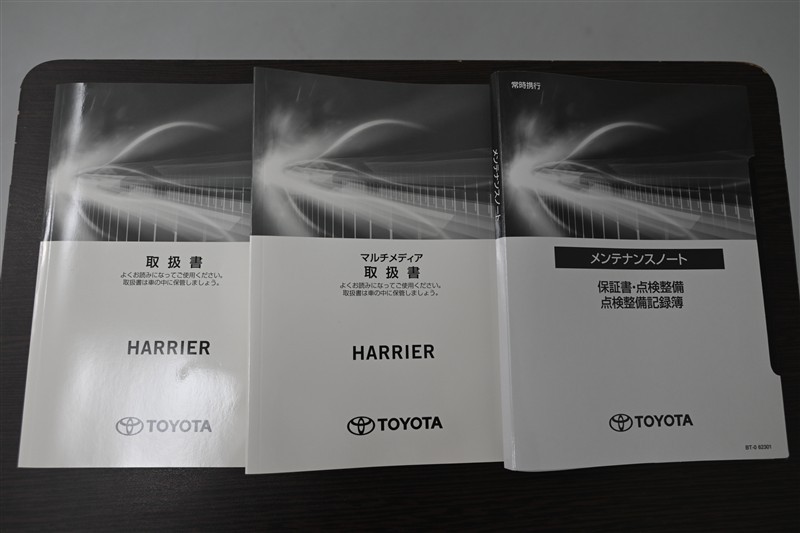 取扱書
よくお読みになってご使用ください。
取扱書は車の中に保管しましょう。
HARRIER
TOYOTA
マルチメディア
取扱書
よくお読みになってご使用ください。
取扱書は車の中に保管しましょう。
HARRIER
TOYOTA
メンテナンスノート
常時携行
メンテナンスノート
保証書・点検整備
点検整備記録簿
TOYOTA
BT-G 62301